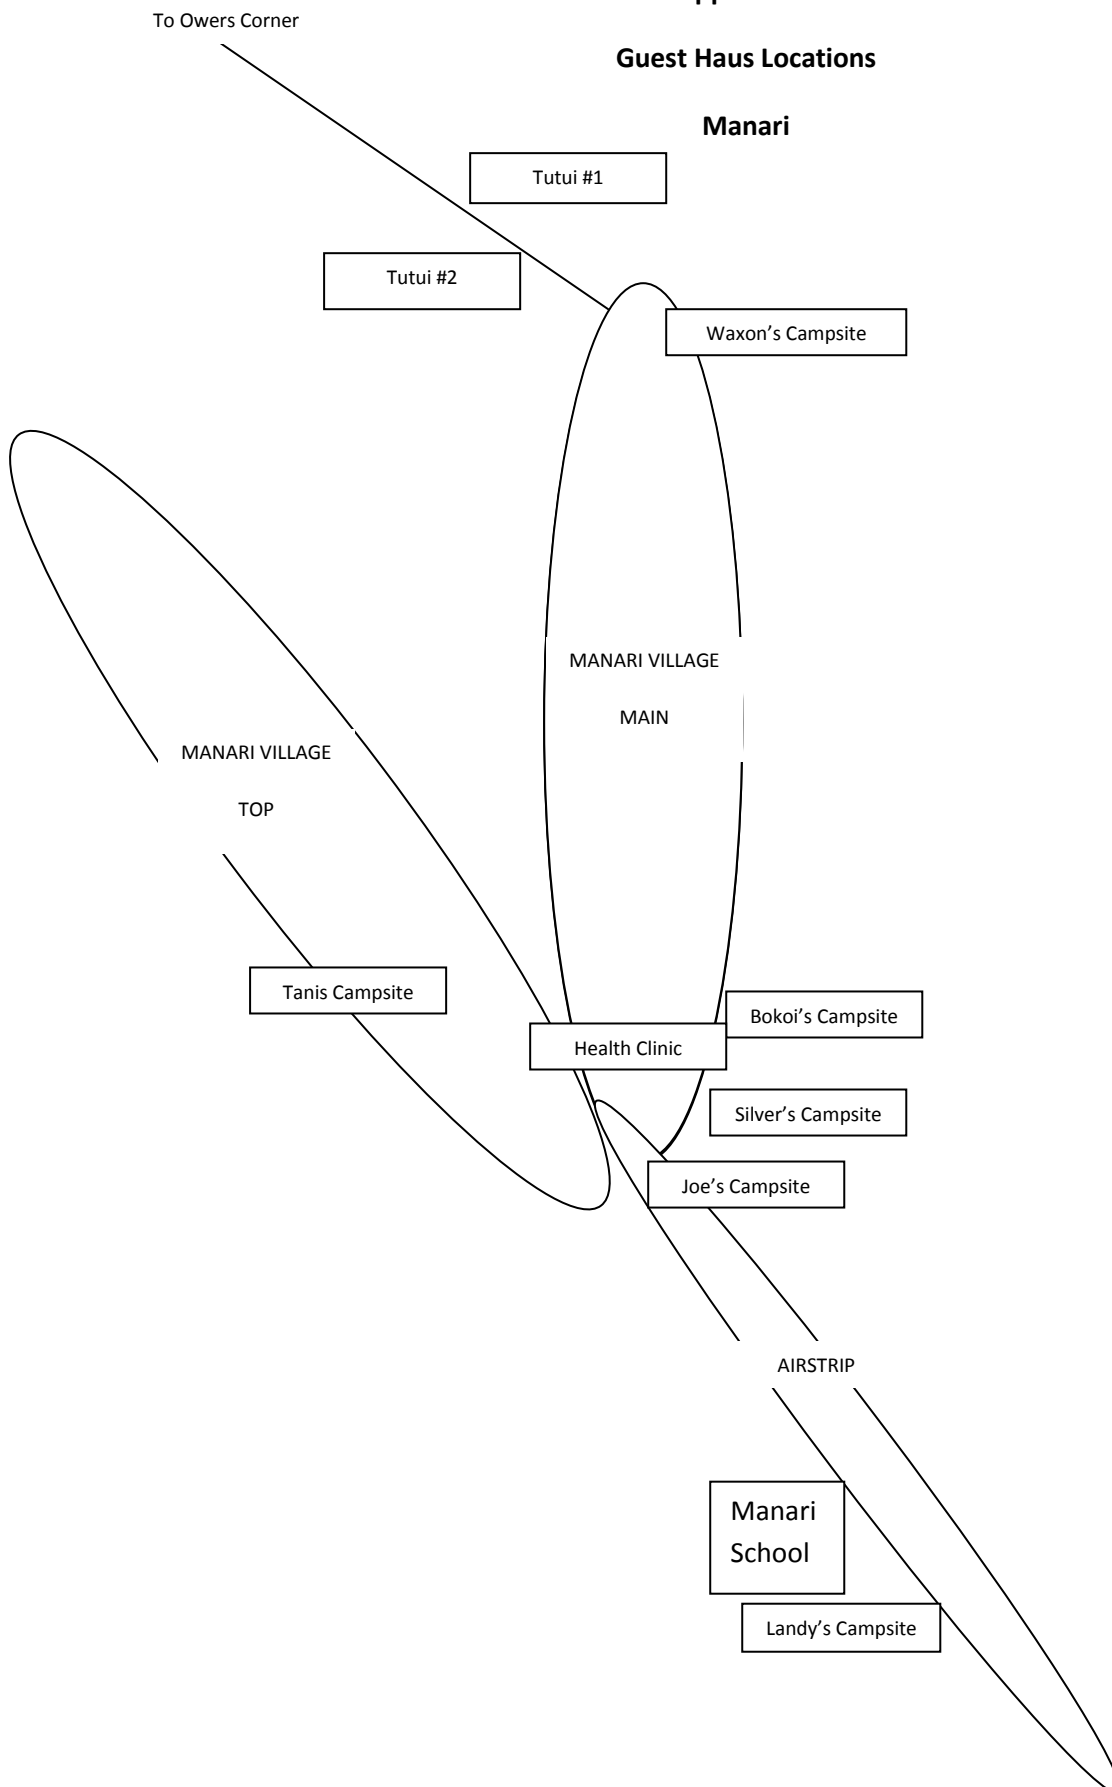 To Owers Corner
Guest Haus Locations
Manari
Tutui #1
Tutui #2
Waxon’s Campsite
MANARI VILLAGE
MAIN
MANARI VILLAGE
TOP
Tanis Campsite
Bokoi’s Campsite
Health Clinic
Silver’s Campsite
Joe’s Campsite
AIRSTRIP
Manari
School
Landy’s Campsite